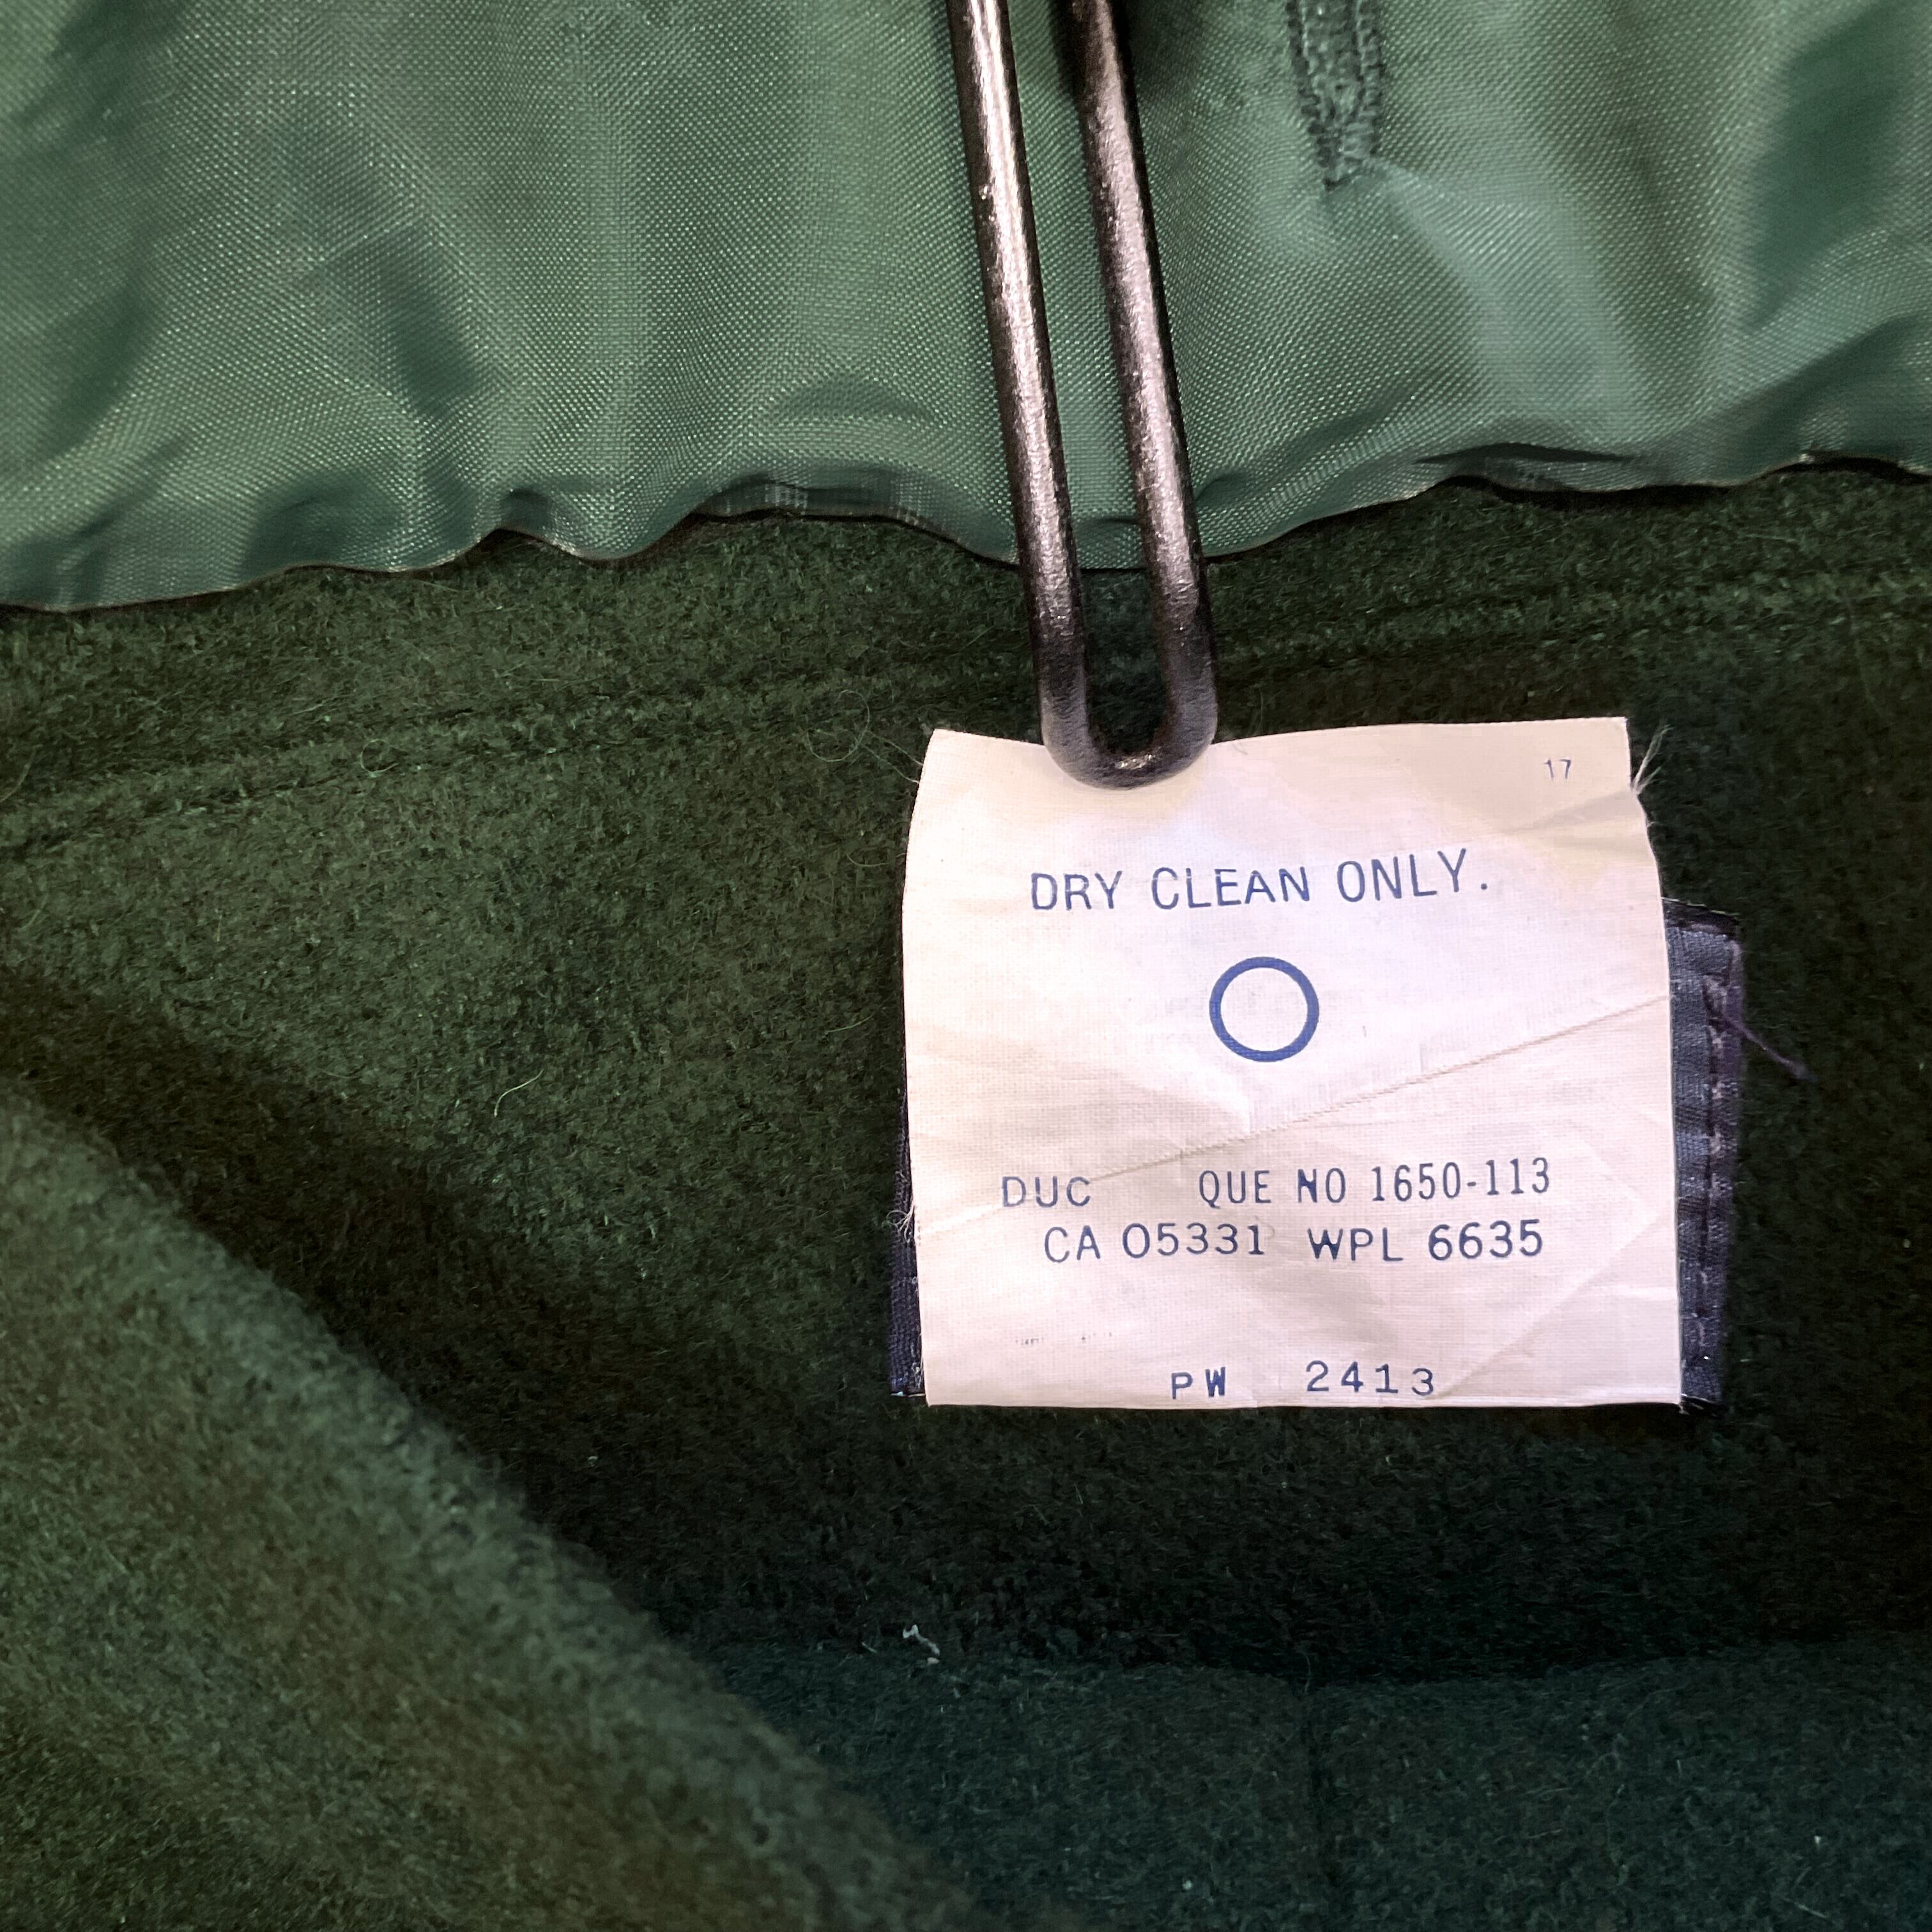 17
DRY CLEAN ONLY.
DUC QUE NO 1650-113
CA 05331 WPL 6635
PW 2413